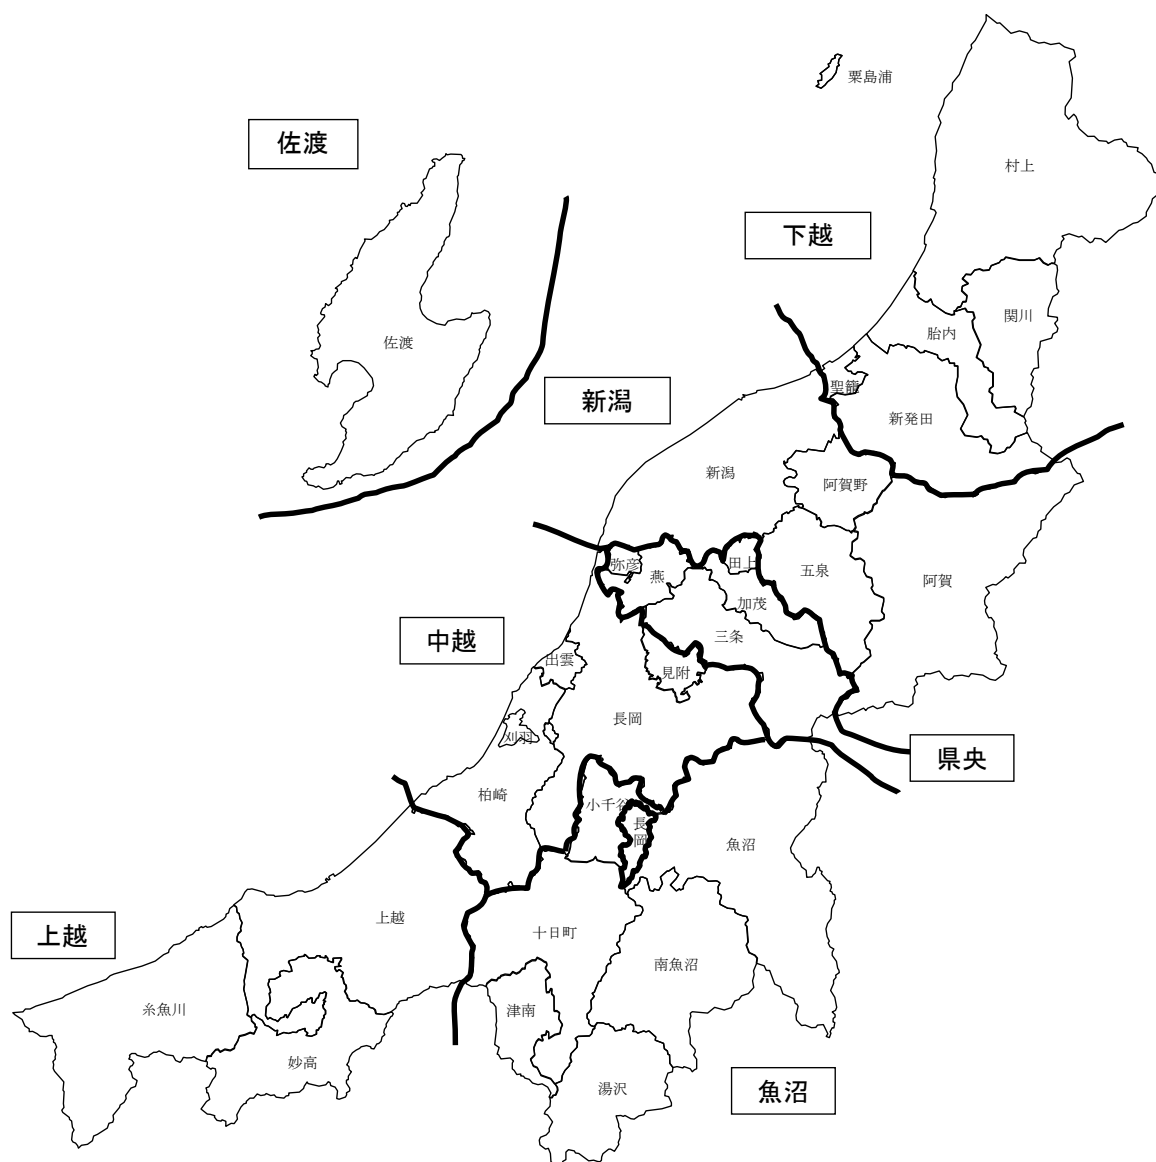 粟島浦
佐渡
村上
下越
関川
胎内
佐渡
聖籠
新潟
新発田
新潟
阿賀野
弥彦
田上
燕
五泉
阿賀
加茂
三条
中越
出雲
見附
長岡
刈羽
県央
柏崎
小千谷
長
岡
魚沼
上越
十日町
上越
南魚沼
糸魚川
津南
妙高
湯沢
魚沼